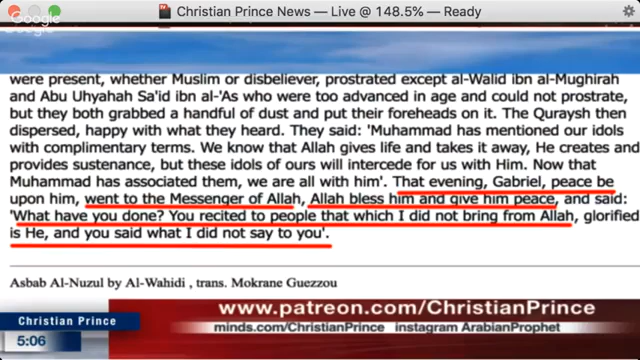 Christian Prince News — Live @ 148.5% — Ready
Google
were present, whether Muslim or disbeliever, prostrated except al-Walid ibn al-Mughirah
and Abu Uhyahah Sa'id ibn al-'As who were too advanced in age and could not prostrate,
but they both grabbed a handful of dust and put their foreheads on it. The Quraysh then
dispersed, happy with what they heard. They said: 'Muhammad has mentioned our idols
with complimentary terms. We know that Allah gives life and takes it away, He creates and
provides sustenance, but these idols of ours will intercede for us with Him. Now that
Muhammad has associated them, we are all with him'. That evening, Gabriel, peace be
upon him, went to the Messenger of Allah, Allah bless him and give him peace, and said:
'What have you done? You recited to people that which I did not bring from Allah, glorified
is He, and you said what I did not say to you'.
Asbab Al-Nuzul by Al-Wahidi , trans. Mokrane Guezzou
www.patreon.com/ChristianPrince
Christian Prince
minds.com/ChristianPrince instagram ArabianProphet
5:06